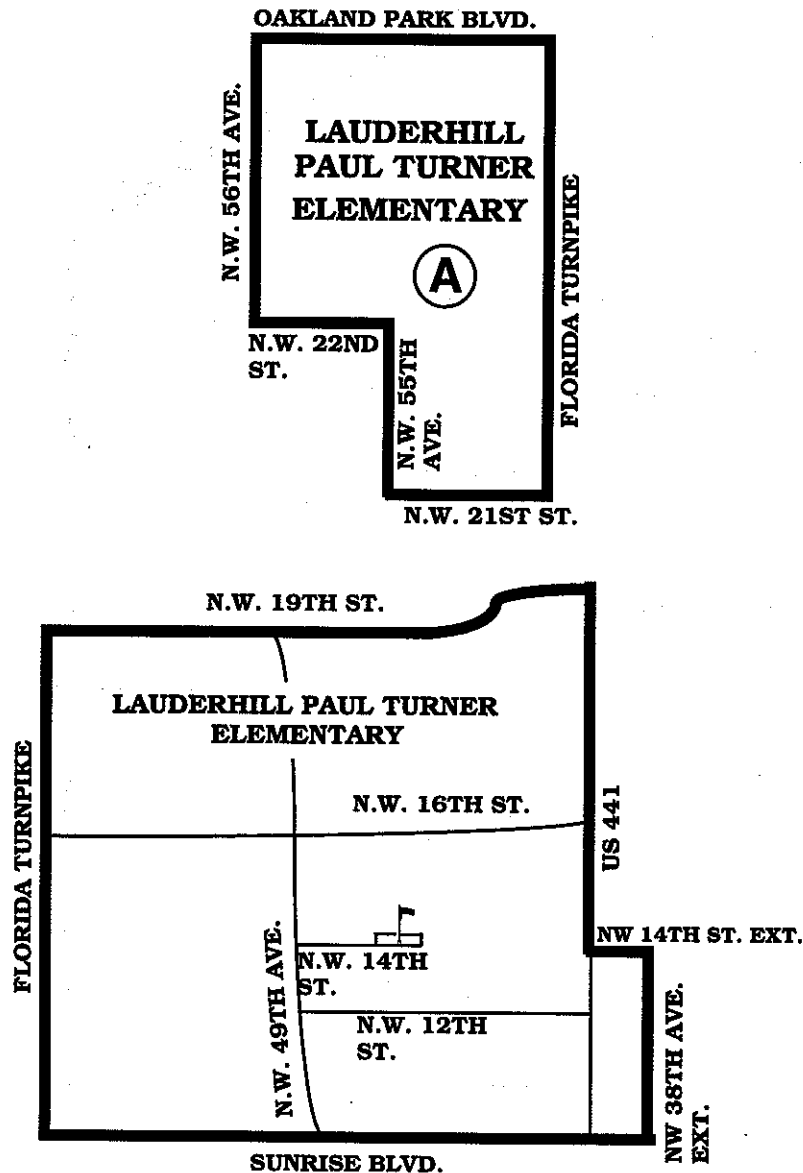 OAKLAND PARK BLVD.
N.W. 56TH AVE.
LAUDERHILL
PAUL TURNER
ELEMENTARY
A
FLORIDA TURNPIKE
N.W. 22ND
ST.
N.W. 55TH
AVE.
N.W. 21ST ST.
N.W. 19TH ST.
LAUDERHILL PAUL TURNER
ELEMENTARY
FLORIDA TURNPIKE
N.W. 16TH ST.
US 441
NW 14TH ST. EXT.
N.W. 14TH
ST.
N.W. 49TH AVE.
N.W. 12TH
ST.
NW 38TH AVE.
EXT.
SUNRISE BLVD.